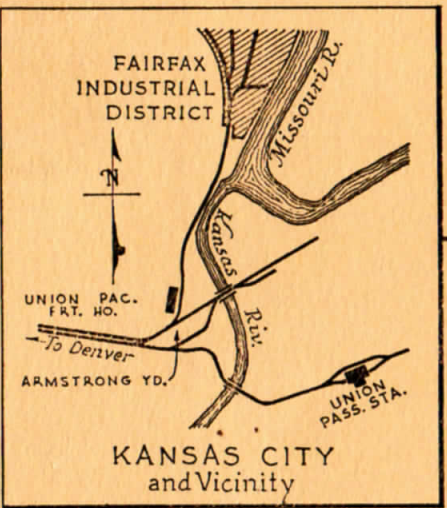 FAIRFAX
INDUSTRIAL
DISTRICT
Missouri R.
N
Kansas
Riv.
UNION PAC.
FRT. HO.
To Denver
ARMSTRONG YD.
UNION
PASS. STA.
KANSAS CITY
and Vicinity